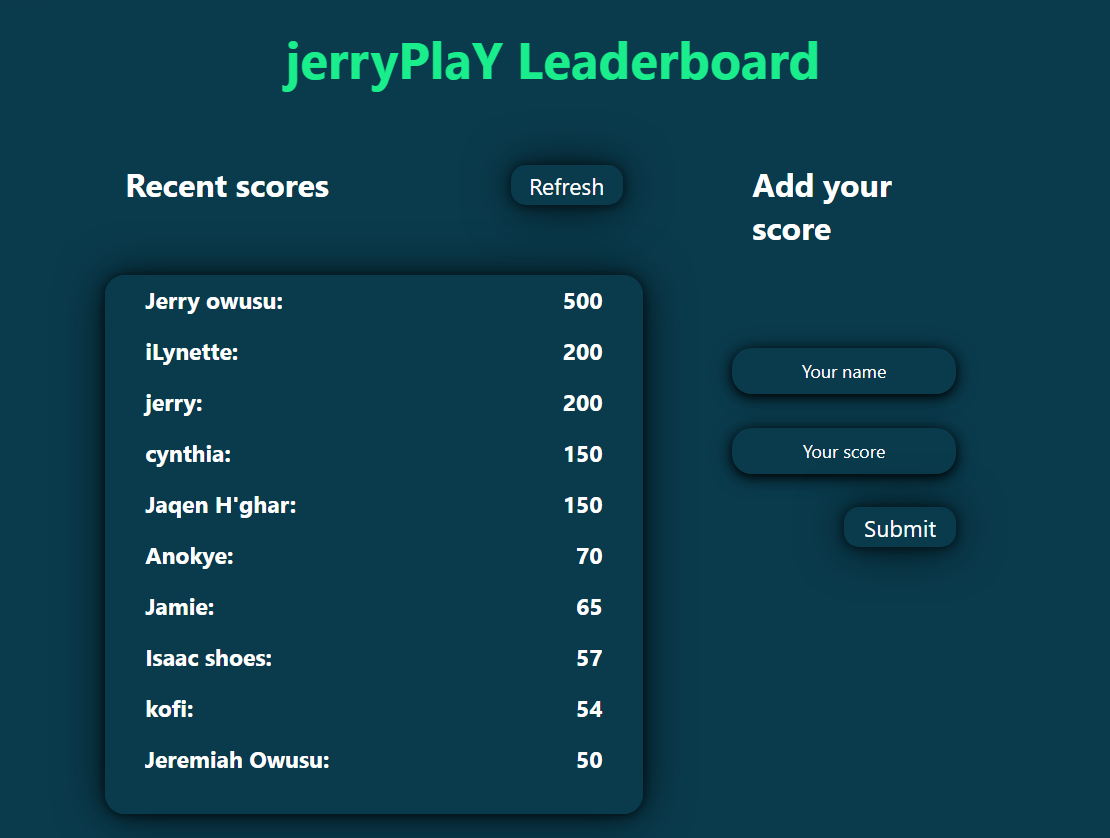 jerryPlaY Leaderboard
Recent scores
Refresh
Jerry owusu: 500
iLynette: 200
jerry: 200
cynthia: 150
Jaqen H'ghar: 150
Anokye: 70
Jamie: 65
Isaac shoes: 57
kofi: 54
Jeremiah Owusu: 50
Add your
score
Your name
Your score
Submit